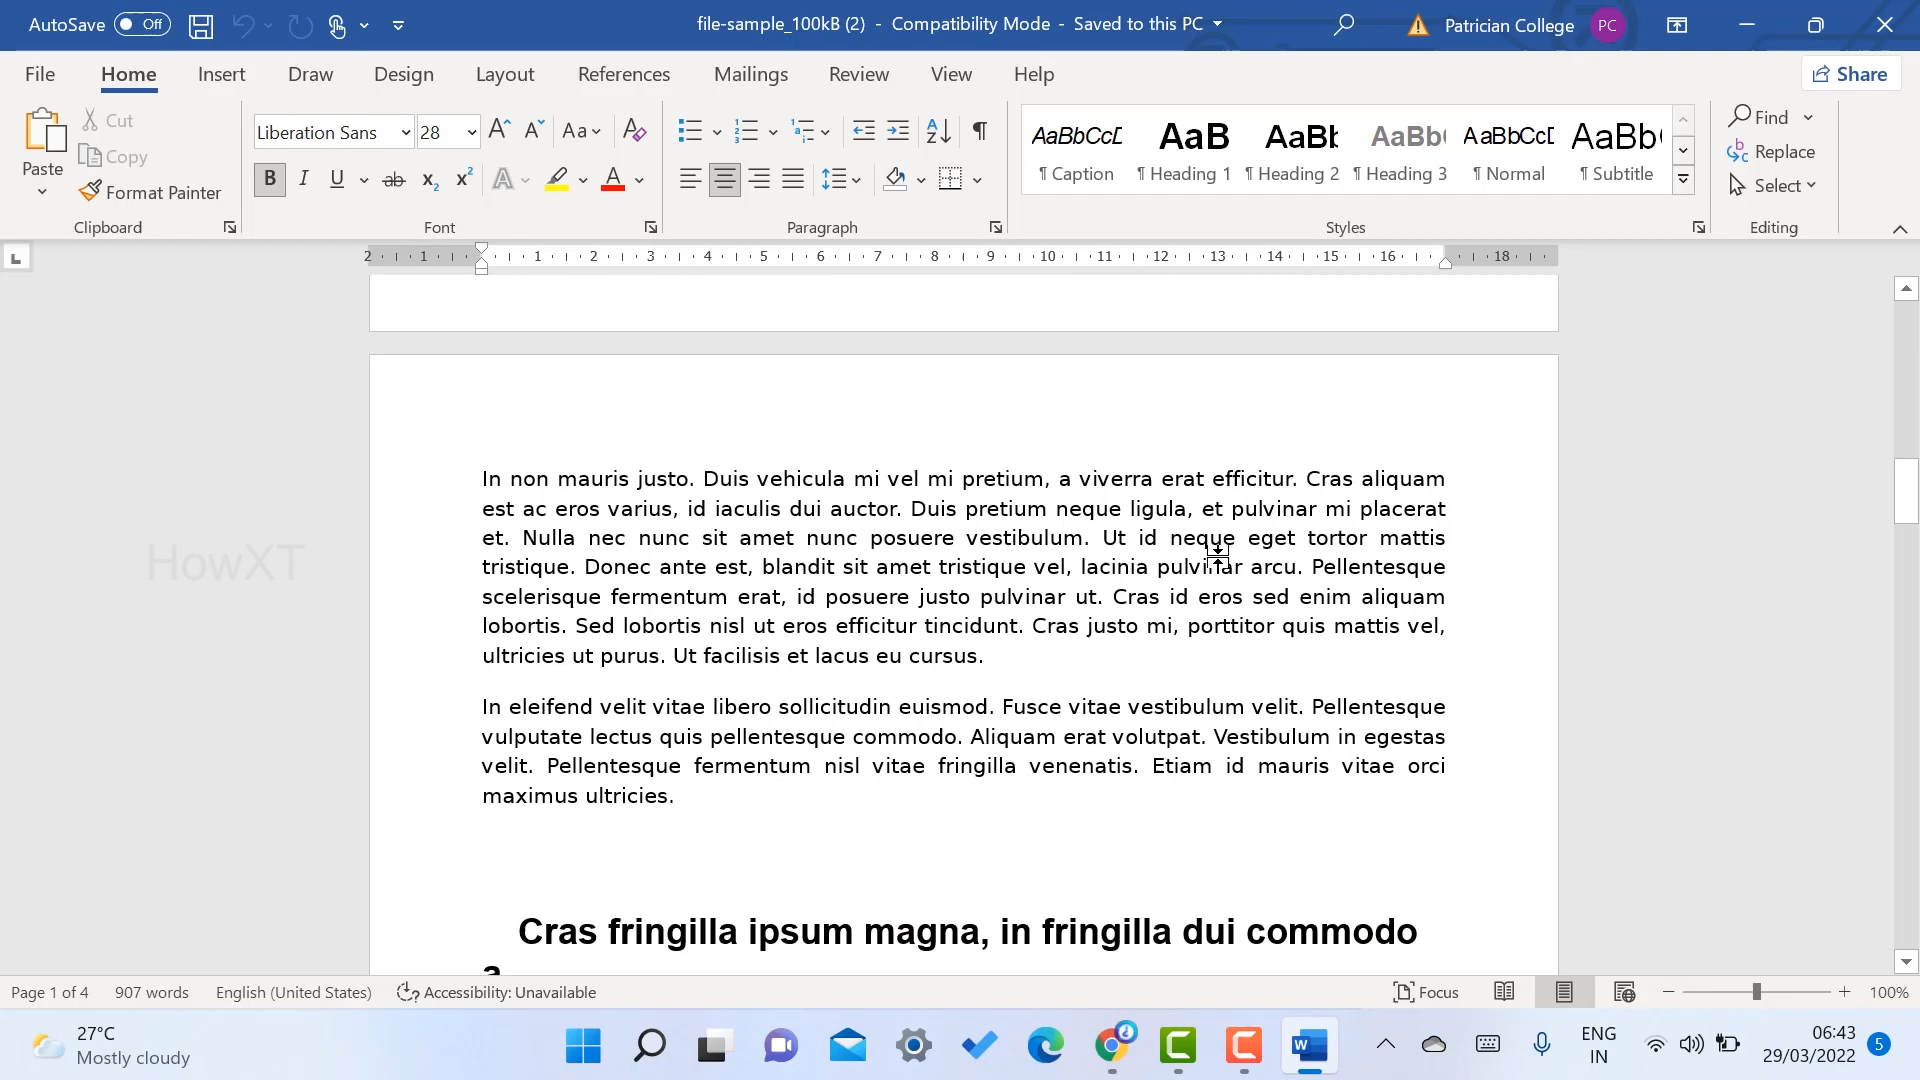 AutoSave Off file-sample_100kB (2) - Compatibility Mode - Saved to this PC Patrician College PC
File Home Insert Draw Design Layout References Mailings Review View Help Share
Paste Cut Copy Format Painter
Clipboard
Liberation Sans 28 Aa
B I U ab x2 x2 A A
Font
Paragraph
AaBbCcD AaB AaBb AaBb( AaBbCcD AaBb(
¶ Caption ¶ Heading 1 ¶ Heading 2 ¶ Heading 3 ¶ Normal ¶ Subtitle
Styles
Find
Replace
Select
Editing
2 1 1 2 3 4 5 6 7 8 9 10 11 12 13 14 15 16 18
In non mauris justo. Duis vehicula mi vel mi pretium, a viverra erat efficitur. Cras aliquam
est ac eros varius, id iaculis dui auctor. Duis pretium neque ligula, et pulvinar mi placerat
et. Nulla nec nunc sit amet nunc posuere vestibulum. Ut id neque eget tortor mattis
tristique. Donec ante est, blandit sit amet tristique vel, lacinia pulvinar arcu. Pellentesque
scelerisque fermentum erat, id posuere justo pulvinar ut. Cras id eros sed enim aliquam
lobortis. Sed lobortis nisl ut eros efficitur tincidunt. Cras justo mi, porttitor quis mattis vel,
ultricies ut purus. Ut facilisis et lacus eu cursus.
In eleifend velit vitae libero sollicitudin euismod. Fusce vitae vestibulum velit. Pellentesque
vulputate lectus quis pellentesque commodo. Aliquam erat volutpat. Vestibulum in egestas
velit. Pellentesque fermentum nisl vitae fringilla venenatis. Etiam id mauris vitae orci
maximus ultricies.
Cras fringilla ipsum magna, in fringilla dui commodo
a
HowXT
Page 1 of 4 907 words English (United States) Accessibility: Unavailable Focus 100%
27°C
Mostly cloudy
ENG
IN
06:43
29/03/2022
5